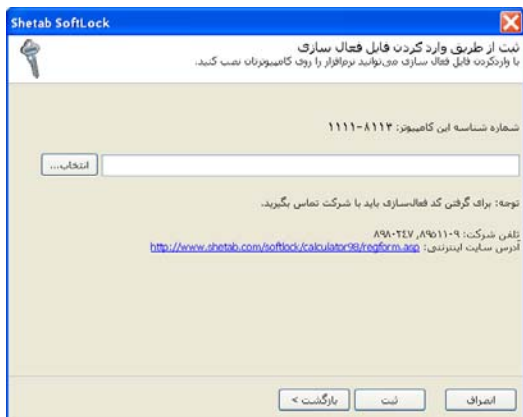 Shetab SoftLock
ثبت از طریق وارد کردن فایل فعال سازی
با واردکردن فایل فعال سازی می‌توانید نرم‌افزار را روی کامپیوترتان نصب کنید.
شماره شناسه این کامپیوتر: ۱۱۱۱-۸۱۱۳
انتخاب...
توجه: برای گرفتن کد فعال‌سازی باید با شرکت تماس بگیرید.
تلفن شرکت: ۸۹۵۱۱۰۹, ۸۹۸۰۲٤۷
آدرس سایت اینترنتی: http://www.shetab.com/softlock/calculator98/regform.asp
بازگشت >
ثبت
انصراف